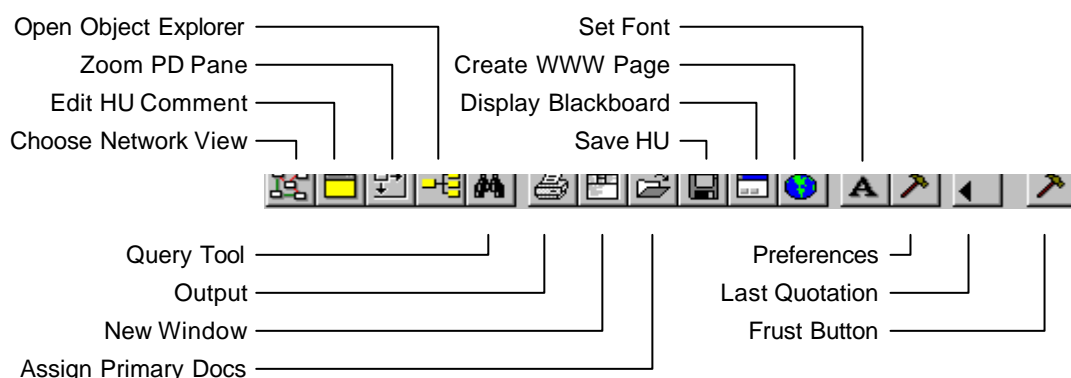 Open Object Explorer
Zoom PD Pane
Edit HU Comment
Choose Network View
Set Font
Create WWW Page
Display Blackboard
Save HU
A
Query Tool
Output
New Window
Assign Primary Docs
Preferences
Last Quotation
Frust Button